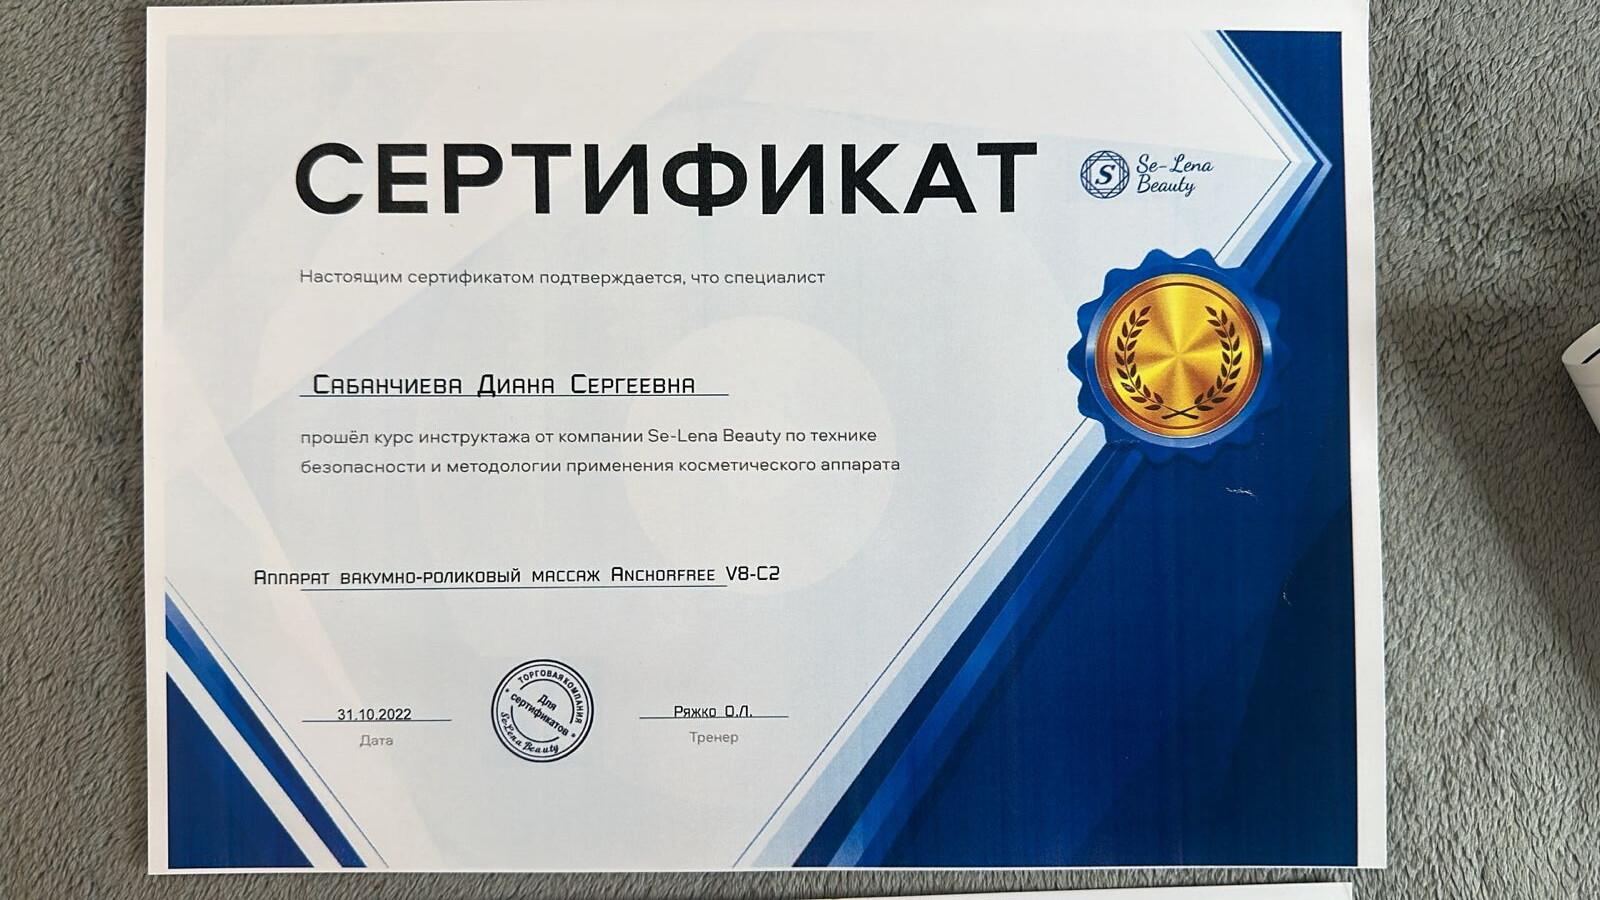 СЕРТИФИКАТ
Se-Lena
Beauty
Настоящим сертификатом подтверждается, что специалист
Сабанчиева Диана Сергеевна
прошёл курс инструктажа от компании Se-Lena Beauty по технике
безопасности и методологии применения косметического аппарата
Аппарат вакумно-роликовый массаж Anchorfree V8-C2
31.10.2022
Дата
ТОРГОВАЯ КОМПАНИЯ
Для
сертификатов
Se-Lena Beauty
Ряжко О.Л.
Тренер